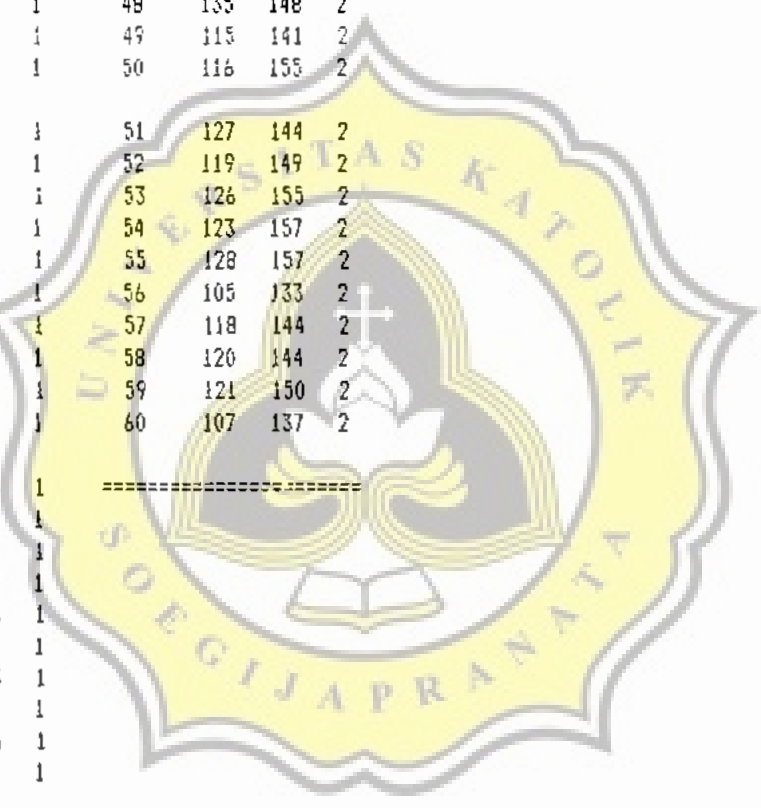 1 48 135 148 2
1 49 115 141 2
1 50 116 155 2
1 51 127 144 2
1 52 119 149 2
1 53 126 155 2
1 54 123 157 2
1 55 128 157 2
1 56 105 133 2
1 57 118 144 2
1 58 120 144 2
1 59 121 150 2
1 60 107 137 2
1 =======================
1
1
1
1
1
1
1
1
1
UNIVERSITAS KATOLIK
SOEGIJAPRANATA